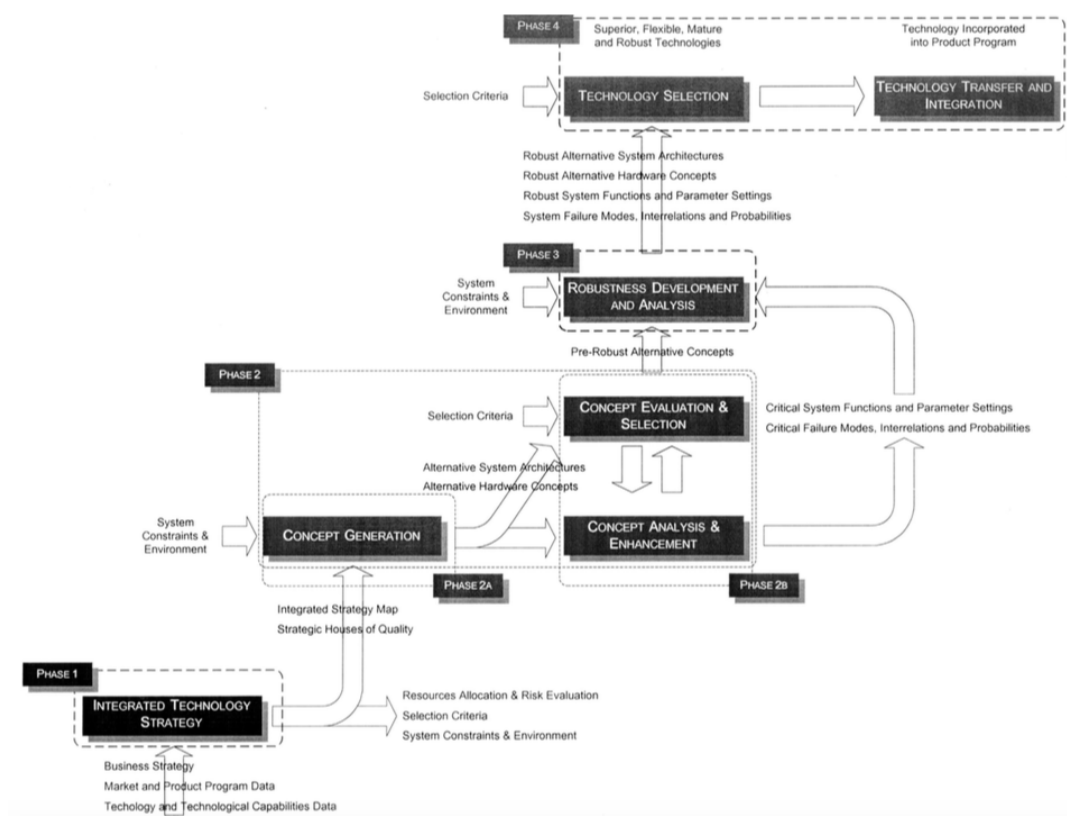 PHASE 4
Superior, Flexible, Mature
and Robust Technologies
Technology Incorporated
into Product Program
Selection Criteria
TECHNOLOGY SELECTION
TECHNOLOGY TRANSFER AND
INTEGRATION
Robust Alternative System Architectures
Robust Alternative Hardware Concepts
Robust System Functions and Parameter Settings
System Failure Modes, Interrelations and Probabilities
PHASE 3
System
Constraints &
Environment
ROBUSTNESS DEVELOPMENT
AND ANALYSIS
Pre-Robust Alternative Concepts
PHASE 2
Selection Criteria
CONCEPT EVALUATION &
SELECTION
Critical System Functions and Parameter Settings
Critical Failure Modes, Interrelations and Probabilities
Alternative System Architectures
Alternative Hardware Concepts
System
Constraints &
Environment
CONCEPT GENERATION
CONCEPT ANALYSIS &
ENHANCEMENT
PHASE 2A
PHASE 2B
Integrated Strategy Map
Strategic Houses of Quality
PHASE 1
INTEGRATED TECHNOLOGY
STRATEGY
Resources Allocation & Risk Evaluation
Selection Criteria
System Constraints & Environment
Business Strategy
Market and Product Program Data
Techology and Technological Capabilities Data